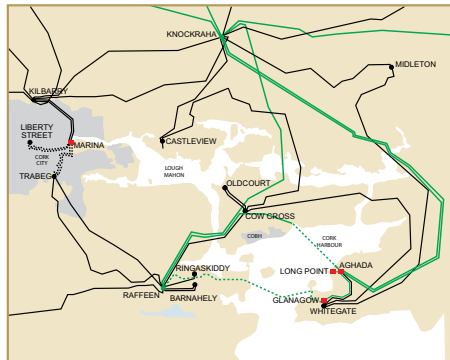 KNOCKRAHA
MIDLETON
KILBARRY
LIBERTY
STREET
MARINA
CORK
CITY
CASTLEVIEW
TRABEG
LOUGH
MAHON
OLDCOURT
COW CROSS
COBH
CORK
HARBOUR
RINGASKIDDY
LONG POINT
AGHADA
RAFFEEN
BARNAHELY
GLANAGOW
WHITEGATE